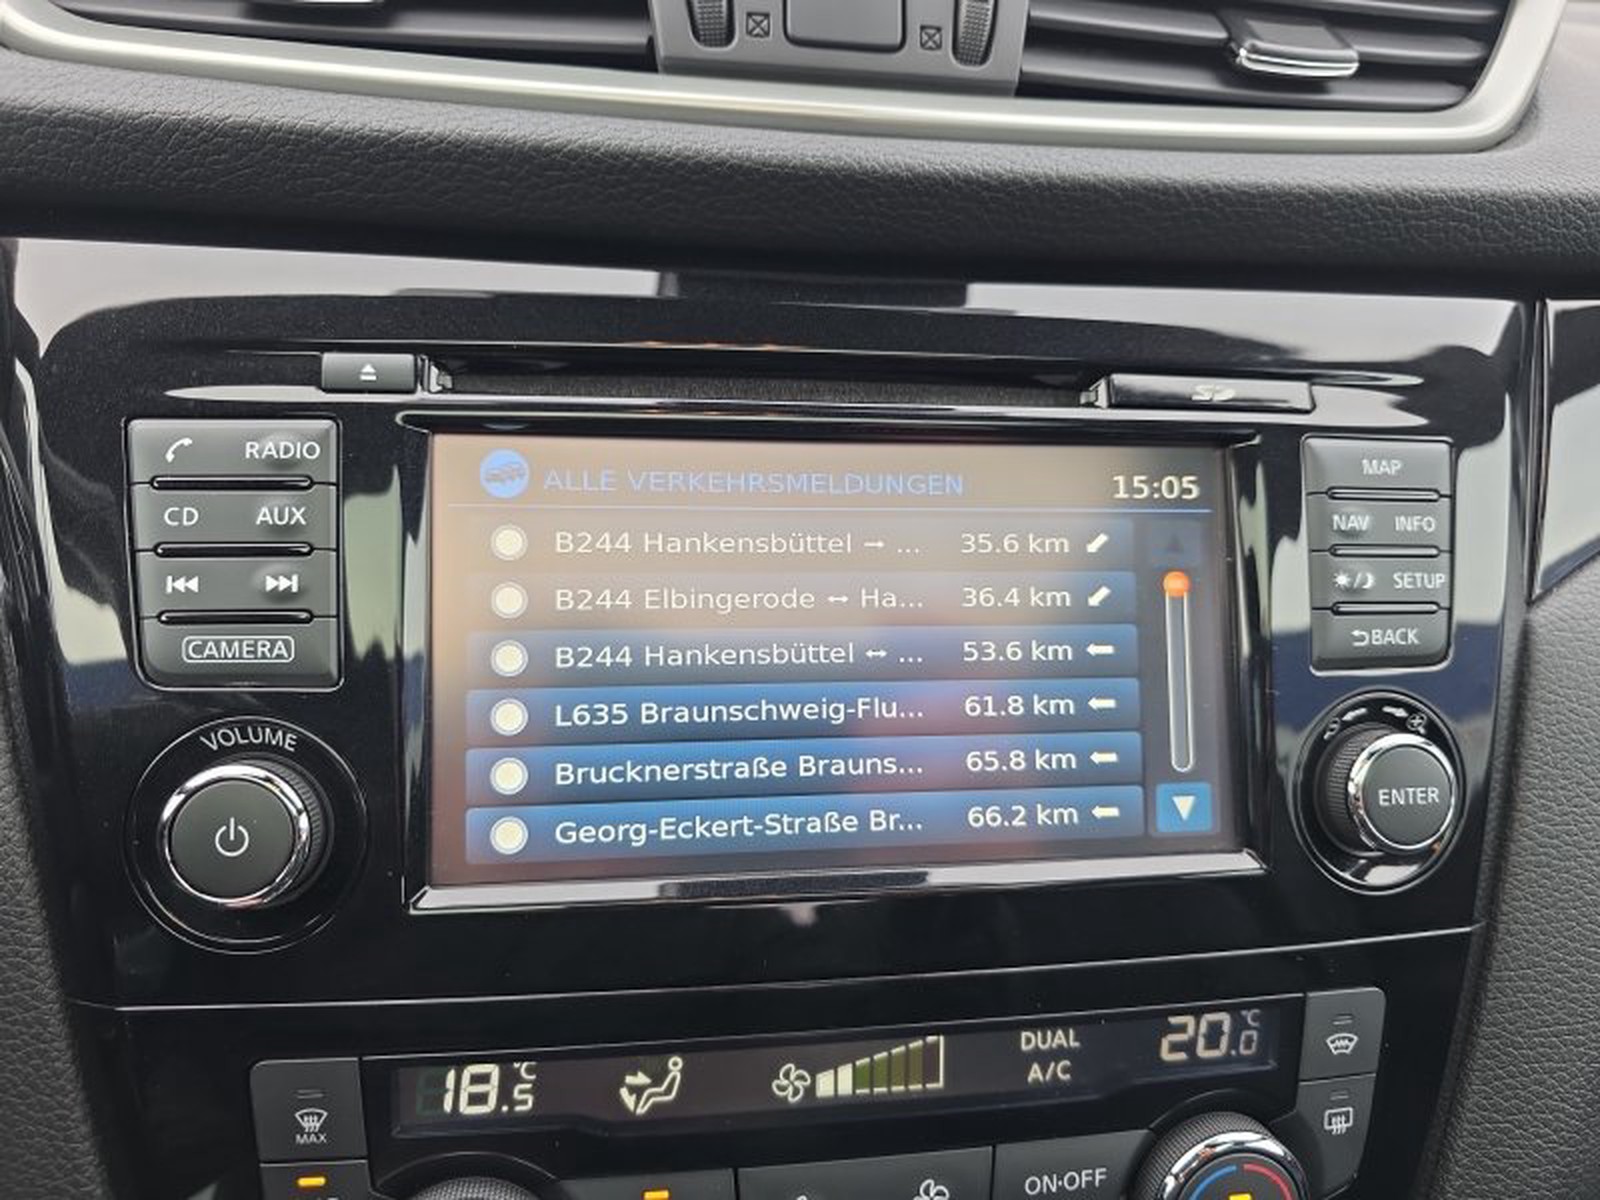 SD
RADIO
CD AUX
CAMERA
VOLUME
ALLE VERKEHRSMELDUNGEN 15:05
B244 Hankensbüttel → ... 35.6 km
B244 Elbingerode ↔ Ha... 36.4 km
B244 Hankensbüttel ↔ ... 53.6 km
L635 Braunschweig-Flu... 61.8 km
Brucknerstraße Brauns... 65.8 km
Georg-Eckert-Straße Br... 66.2 km
MAP
NAV INFO
SETUP
BACK
ENTER
18.5 °C
DUAL
A/C
20.0 °C
MAX
ON·OFF